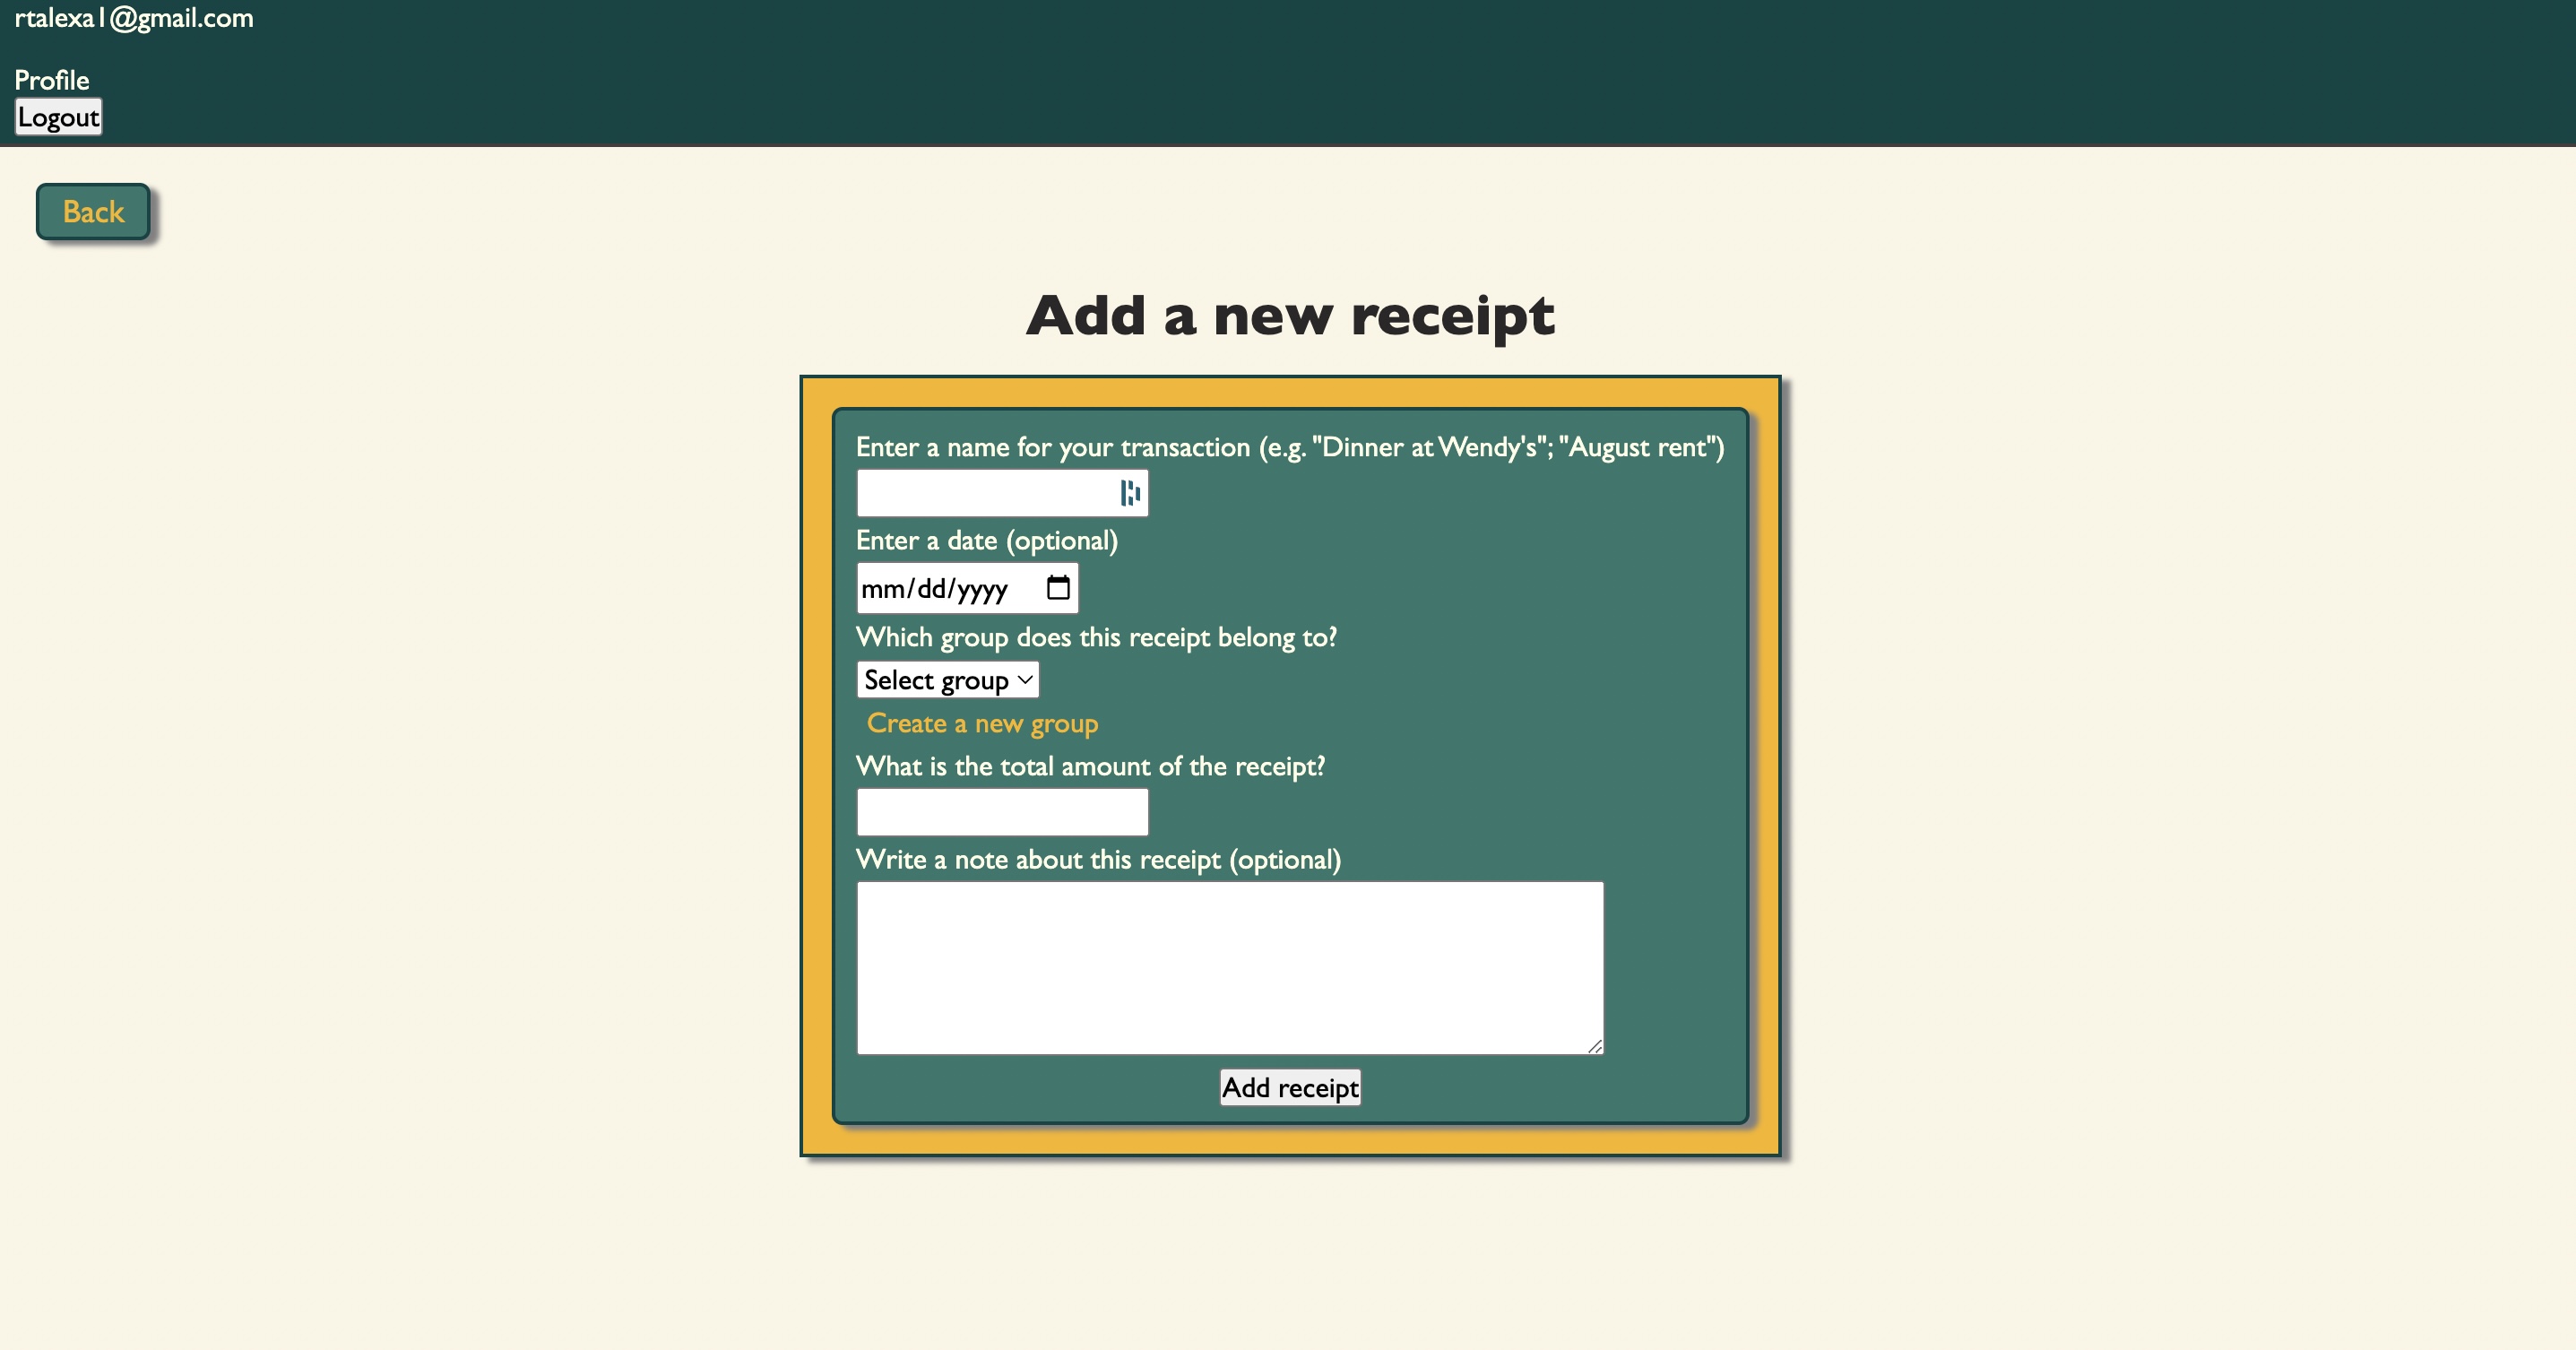 rtalexa1@gmail.com
Profile
Logout
Back
Add a new receipt
Enter a name for your transaction (e.g. "Dinner at Wendy's"; "August rent")
Enter a date (optional)
mm/dd/yyyy
Which group does this receipt belong to?
Select group
Create a new group
What is the total amount of the receipt?
Write a note about this receipt (optional)
Add receipt